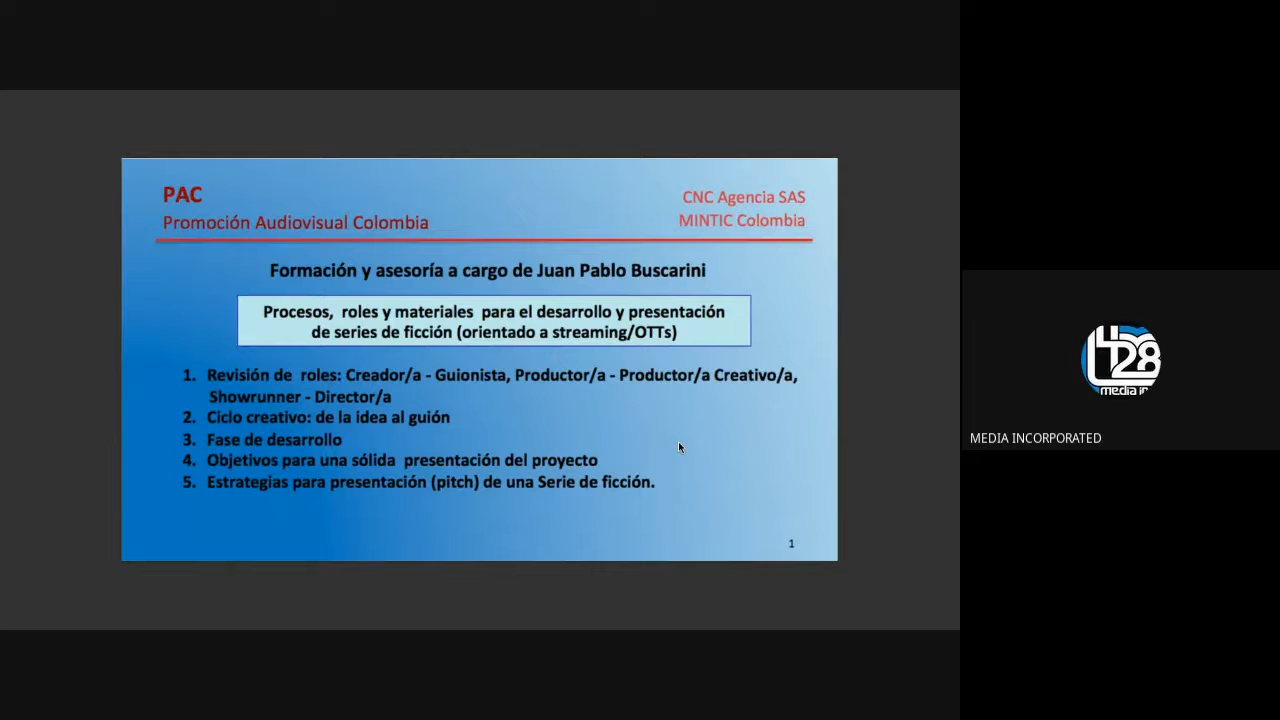 PAC
CNC Agencia SAS
Promoción Audiovisual Colombia
MINTIC Colombia
Formación y asesoría a cargo de Juan Pablo Buscarini
Procesos, roles y materiales para el desarrollo y presentación
de series de ficción (orientado a streaming/OTTs)
1. Revisión de roles: Creador/a - Guionista, Productor/a - Productor/a Creativo/a,
Showrunner - Director/a
2. Ciclo creativo: de la idea al guión
3. Fase de desarrollo
4. Objetivos para una sólida presentación del proyecto
5. Estrategias para presentación (pitch) de una Serie de ficción.
1
28
MEDIA INCORPORATED